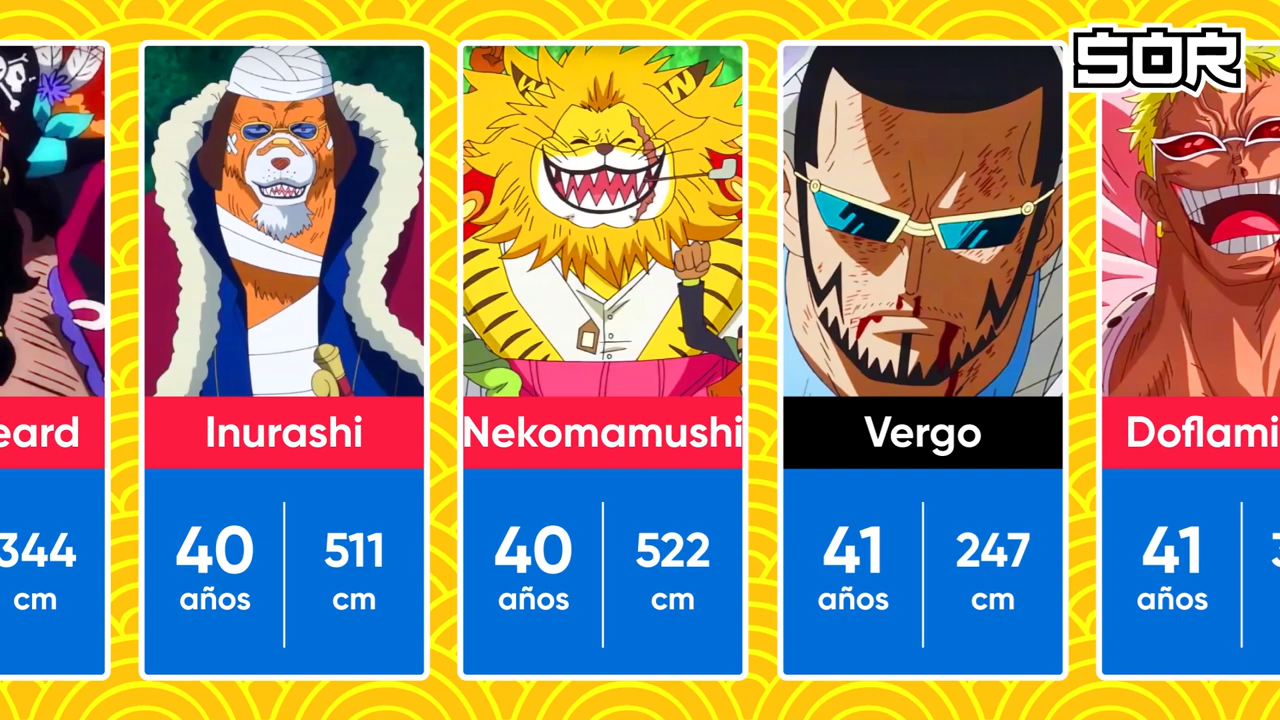 SOR
eard
344
cm
Inurashi
40
años
511
cm
Nekomamushi
40
años
522
cm
Vergo
41
años
247
cm
Doflami
41
años
3